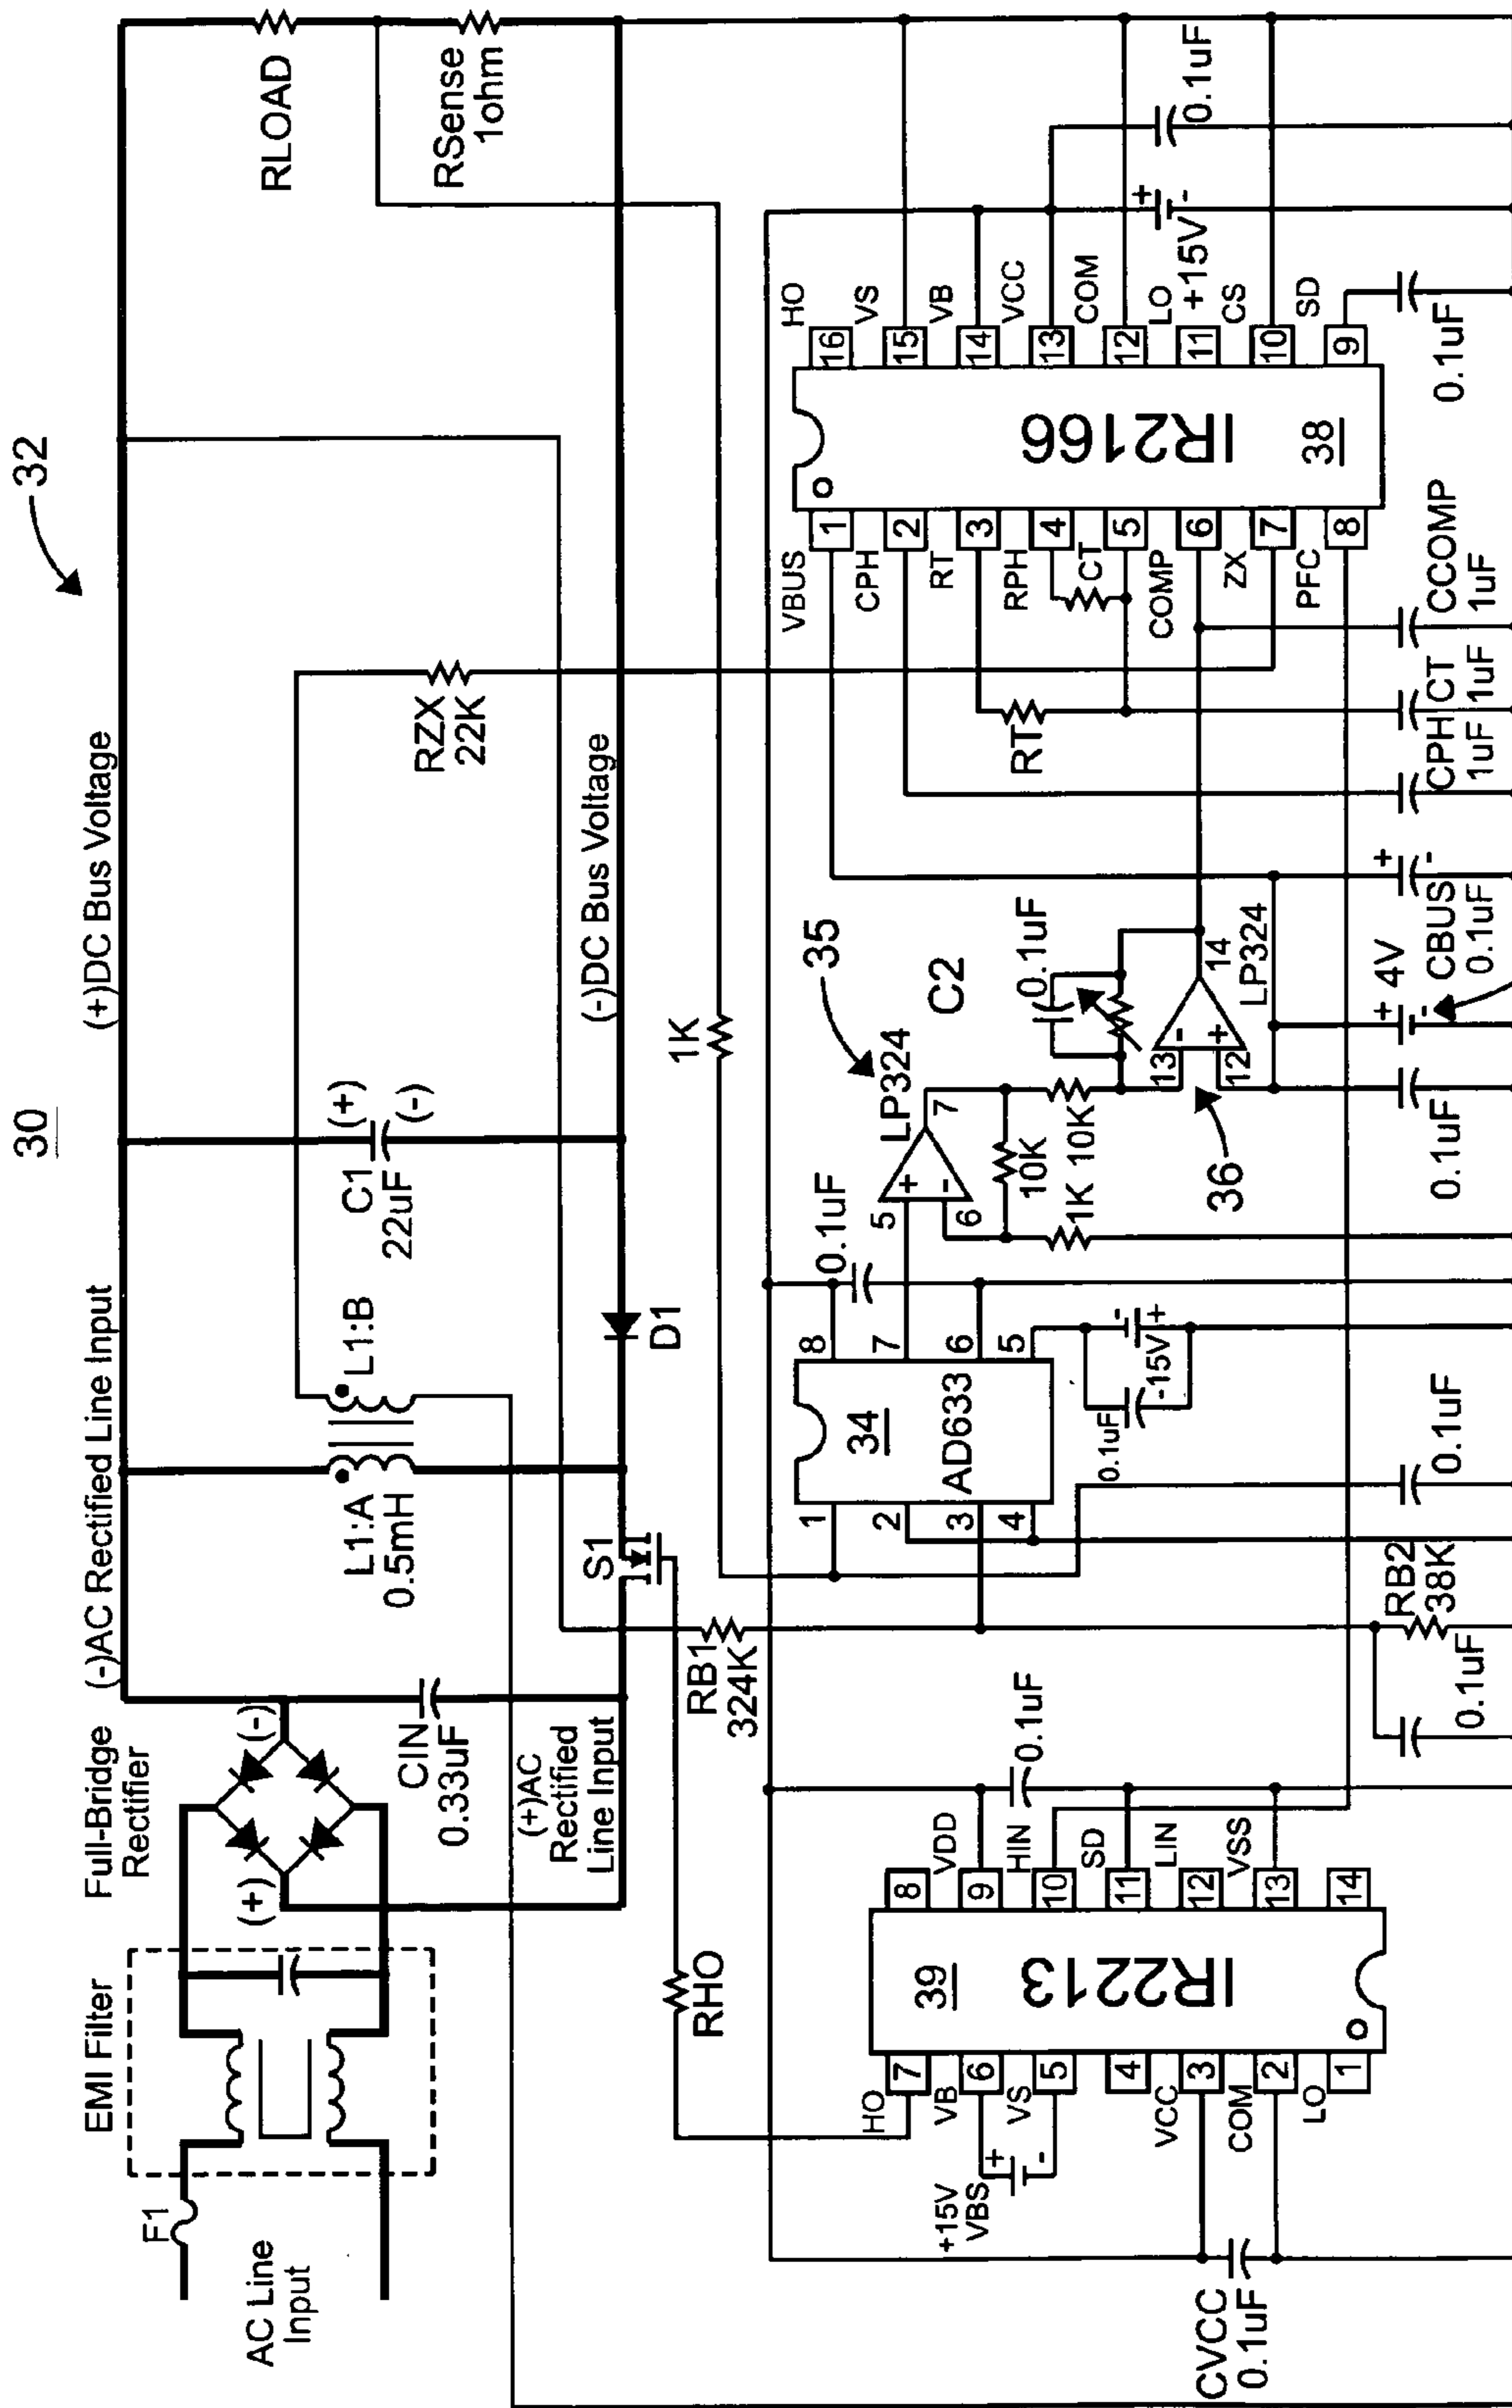 30
32
(-)AC Rectified Line Input
(+)DC Bus Voltage
Full-Bridge
Rectifier
EMI Filter
F1
AC Line
Input
(+)
(-)
CIN
0.33uF
(+)AC
Rectified
Line Input
L1:A
0.5mH
L1:B
C1
22uF
(+)
(-)
RZX
22K
RLOAD
RSense
1ohm
S1
D1
(-)DC Bus Voltage
RHO
RB1
324K
1K
39
IR2213
HO
7
VB
6
VS
5
4
VCC
3
COM
2
LO
1
8
VDD
9
HIN
10
SD
11
LIN
12
VSS
13
14
+15V
VBS
+
-
CVCC
0.1uF
0.1uF
0.1uF
RB2
38K
34
AD633
1
2
3
4
8
7
6
5
0.1uF
0.1uF
-15V
-
+
0.1uF
35
LP324
5
6
7
+
-
10K
1K
10K
C2
0.1uF
36
13
12
14
-
+
LP324
0.1uF
+
4V
-
+
-
CBUS
0.1uF
CPH
1uF
CT
1uF
CCOMP
1uF
RT
CT
38
IR2166
VBUS
1
CPH
2
RT
3
RPH
4
5
COMP
6
ZX
7
PFC
8
HO
16
VS
15
VB
14
VCC
13
COM
12
LO
11
CS
10
SD
9
+
+15V
-
0.1uF
0.1uF